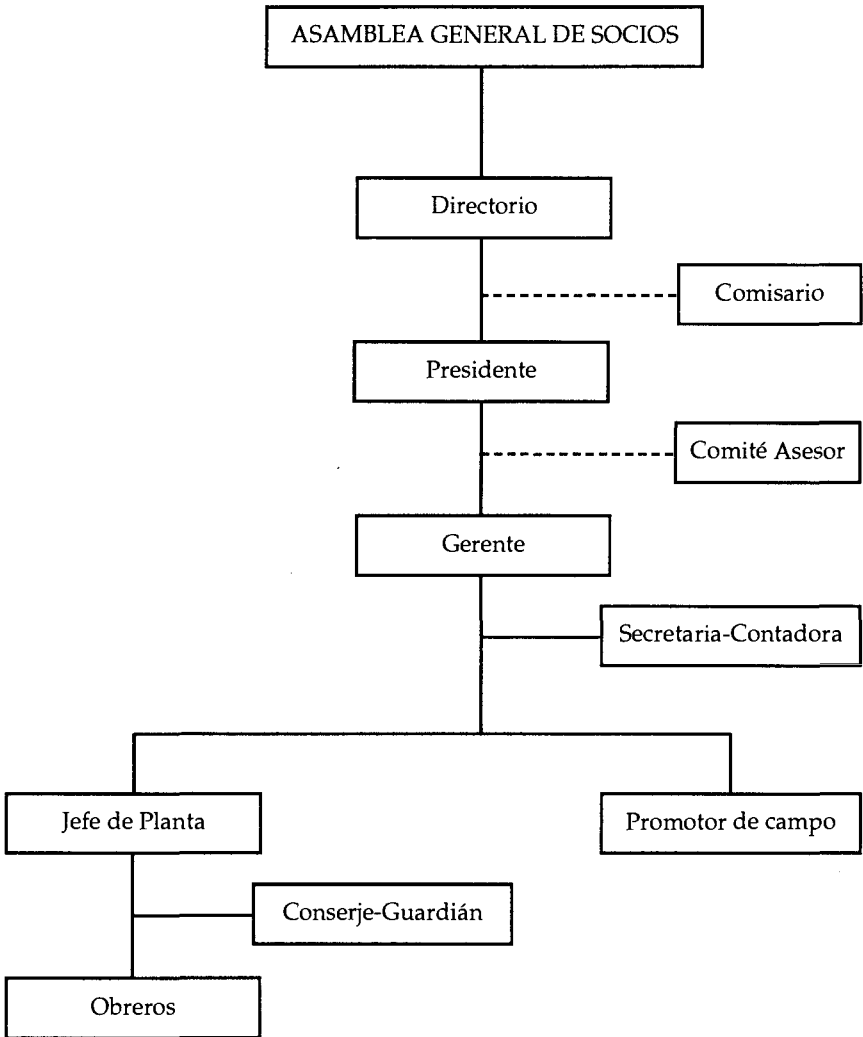 ASAMBLEA GENERAL DE SOCIOS
Directorio
Comisario
Presidente
Comité Asesor
Gerente
Secretaria-Contadora
Jefe de Planta
Promotor de campo
Conserje-Guardián
Obreros